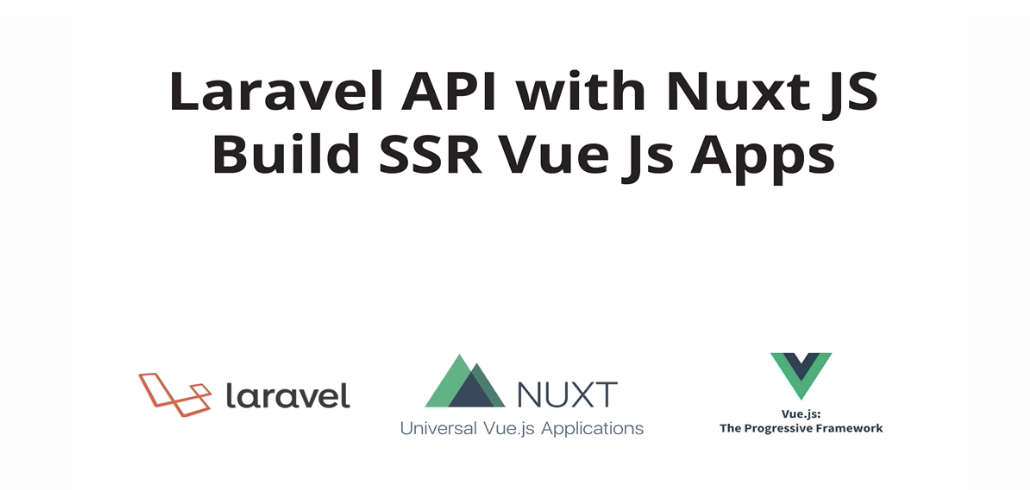 Laravel API with Nuxt JS
Build SSR Vue Js Apps
laravel
NUXT
Universal Vue.js Applications
Vue.js:
The Progressive Framework